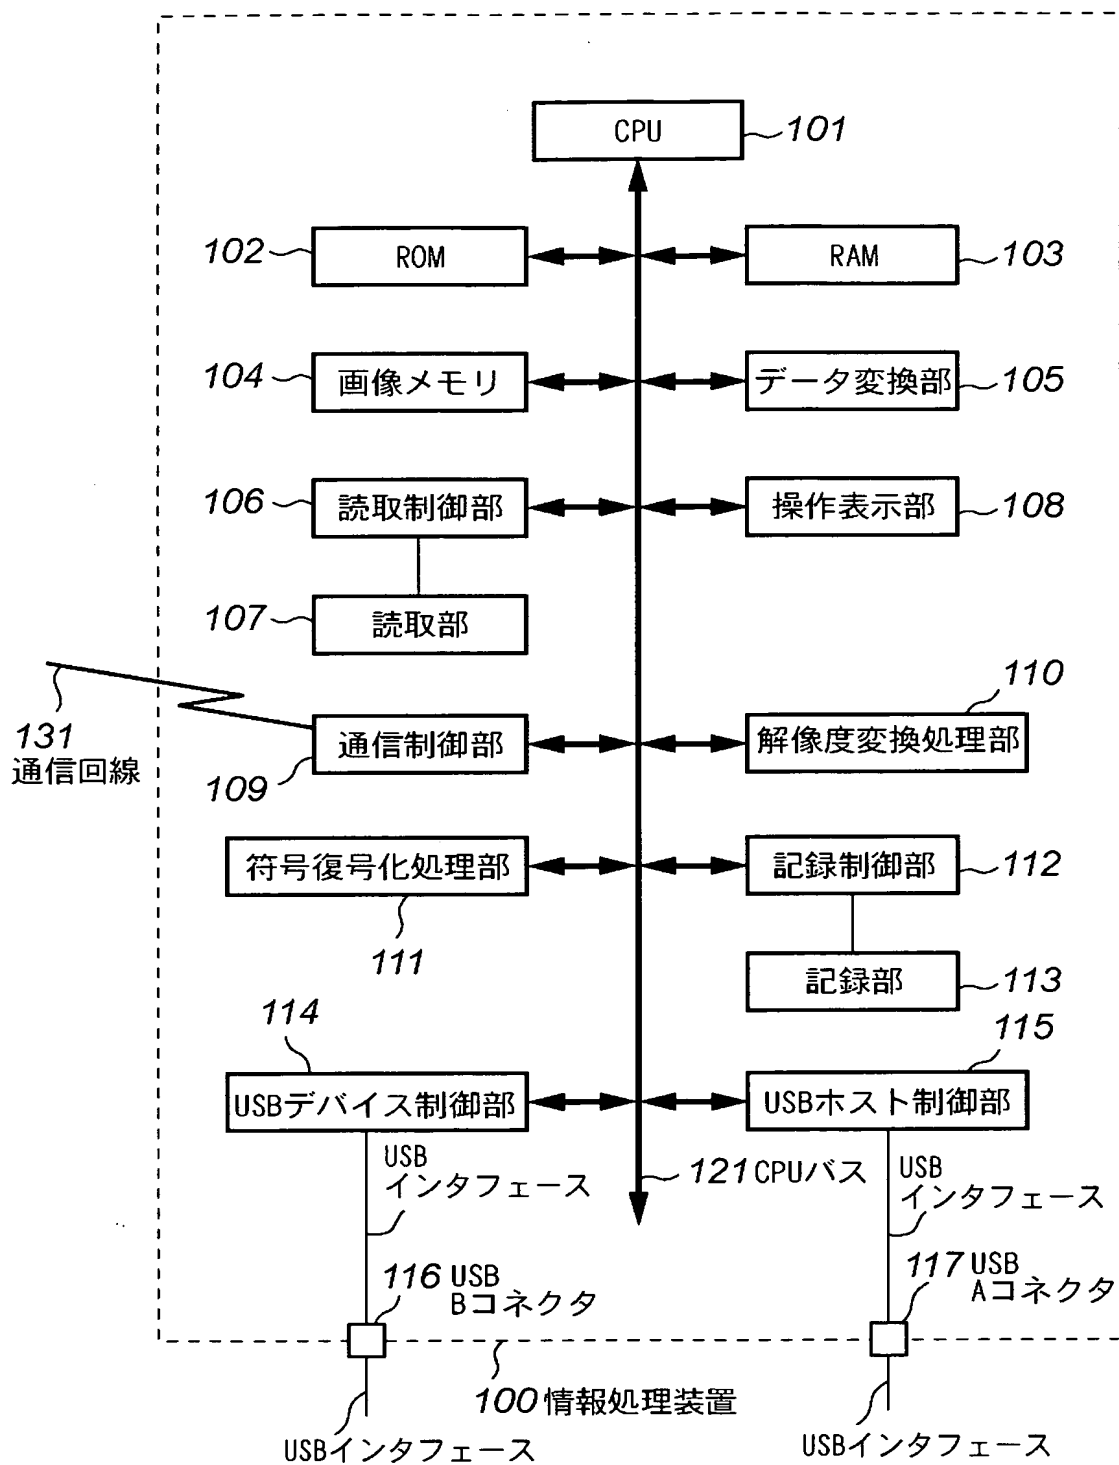 CPU 101
102 ROM
RAM 103
104 画像メモリ
データ変換部 105
106 読取制御部
操作表示部 108
107 読取部
131
通信回線
通信制御部
109
110
解像度変換処理部
符号復号化処理部
111
記録制御部 112
記録部 113
114
USBデバイス制御部
115
USBホスト制御部
USB
インタフェース
121 CPUバス
USB
インタフェース
116 USB
Bコネクタ
117 USB
Aコネクタ
100 情報処理装置
USBインタフェース
USBインタフェース